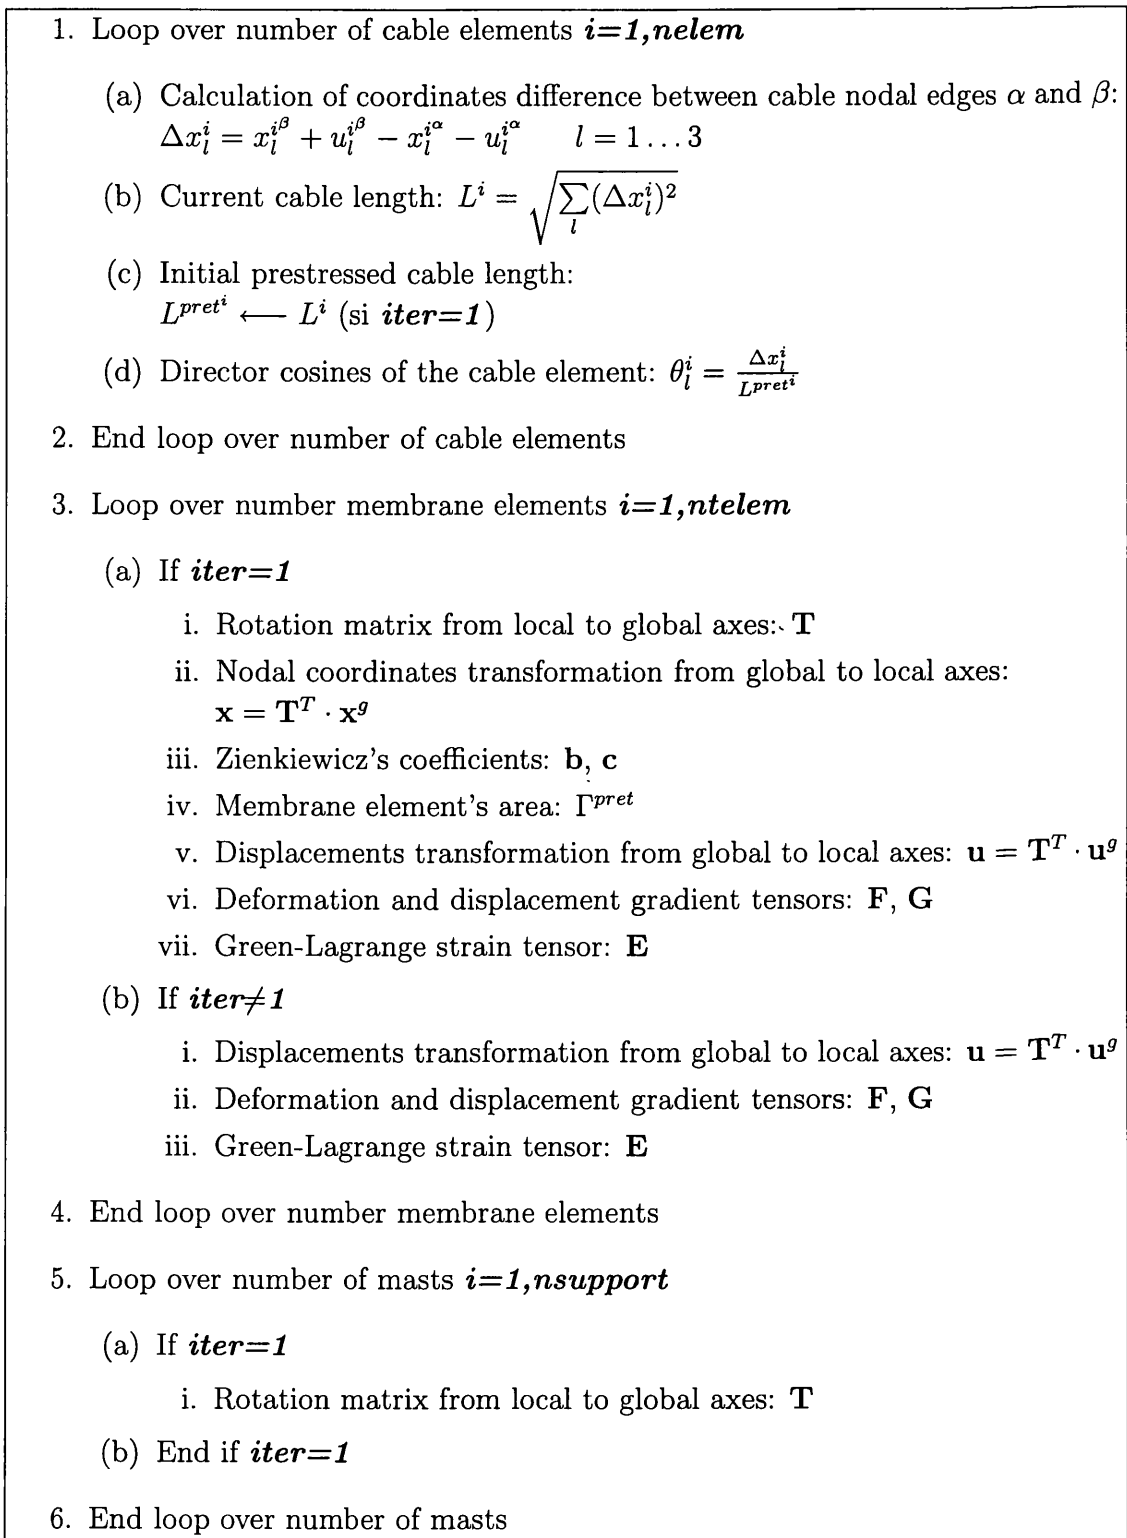 1. Loop over number of cable elements i=1,nelem
(a) Calculation of coordinates difference between cable nodal edges α and β:
Δx_l^i = x_l^{i^β} + u_l^{i^β} − x_l^{i^α} − u_l^{i^α}   l = 1 … 3
(b) Current cable length: L^i = √(∑_l (Δx_l^i)^2)
(c) Initial prestressed cable length:
L^{pret^i} ⟵ L^i (si iter=1)
(d) Director cosines of the cable element: θ_l^i = Δx_l^i / L^{pret^i}
2. End loop over number of cable elements
3. Loop over number membrane elements i=1,ntelem
(a) If iter=1
i. Rotation matrix from local to global axes: T
ii. Nodal coordinates transformation from global to local axes:
x = T^T · x^g
iii. Zienkiewicz's coefficients: b, c
iv. Membrane element's area: Γ^{pret}
v. Displacements transformation from global to local axes: u = T^T · u^g
vi. Deformation and displacement gradient tensors: F, G
vii. Green-Lagrange strain tensor: E
(b) If iter≠1
i. Displacements transformation from global to local axes: u = T^T · u^g
ii. Deformation and displacement gradient tensors: F, G
iii. Green-Lagrange strain tensor: E
4. End loop over number membrane elements
5. Loop over number of masts i=1,nsupport
(a) If iter=1
i. Rotation matrix from local to global axes: T
(b) End if iter=1
6. End loop over number of masts